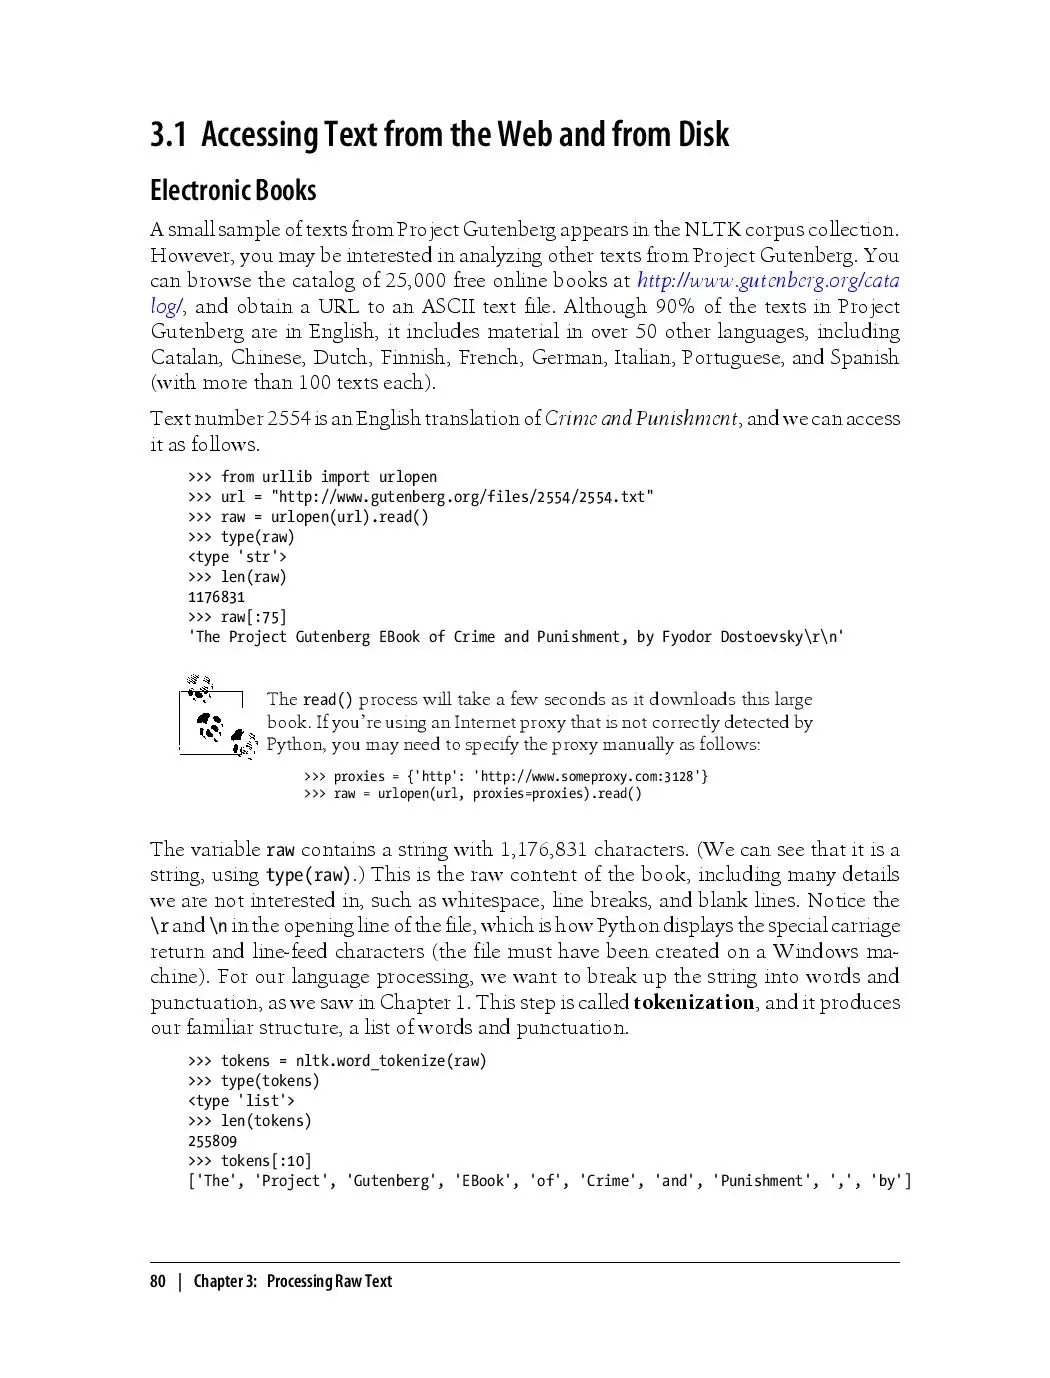 3.1 Accessing Text from the Web and from Disk
Electronic Books
A small sample of texts from Project Gutenberg appears in the NLTK corpus collection.
However, you may be interested in analyzing other texts from Project Gutenberg. You
can browse the catalog of 25,000 free online books at http://www.gutenberg.org/cata
log/, and obtain a URL to an ASCII text file. Although 90% of the texts in Project
Gutenberg are in English, it includes material in over 50 other languages, including
Catalan, Chinese, Dutch, Finnish, French, German, Italian, Portuguese, and Spanish
(with more than 100 texts each).
Text number 2554 is an English translation of Crime and Punishment, and we can access
it as follows.
>>> from urllib import urlopen
>>> url = "http://www.gutenberg.org/files/2554/2554.txt"
>>> raw = urlopen(url).read()
>>> type(raw)
<type 'str'>
>>> len(raw)
1176831
>>> raw[:75]
'The Project Gutenberg EBook of Crime and Punishment, by Fyodor Dostoevsky\r\n'
The read() process will take a few seconds as it downloads this large
book. If you're using an Internet proxy that is not correctly detected by
Python, you may need to specify the proxy manually as follows:
>>> proxies = {'http': 'http://www.someproxy.com:3128'}
>>> raw = urlopen(url, proxies=proxies).read()
The variable raw contains a string with 1,176,831 characters. (We can see that it is a
string, using type(raw).) This is the raw content of the book, including many details
we are not interested in, such as whitespace, line breaks, and blank lines. Notice the
\r and \n in the opening line of the file, which is how Python displays the special carriage
return and line-feed characters (the file must have been created on a Windows ma-
chine). For our language processing, we want to break up the string into words and
punctuation, as we saw in Chapter 1. This step is called tokenization, and it produces
our familiar structure, a list of words and punctuation.
>>> tokens = nltk.word_tokenize(raw)
>>> type(tokens)
<type 'list'>
>>> len(tokens)
255809
>>> tokens[:10]
['The', 'Project', 'Gutenberg', 'EBook', 'of', 'Crime', 'and', 'Punishment', ',', 'by']
80 | Chapter 3: Processing Raw Text